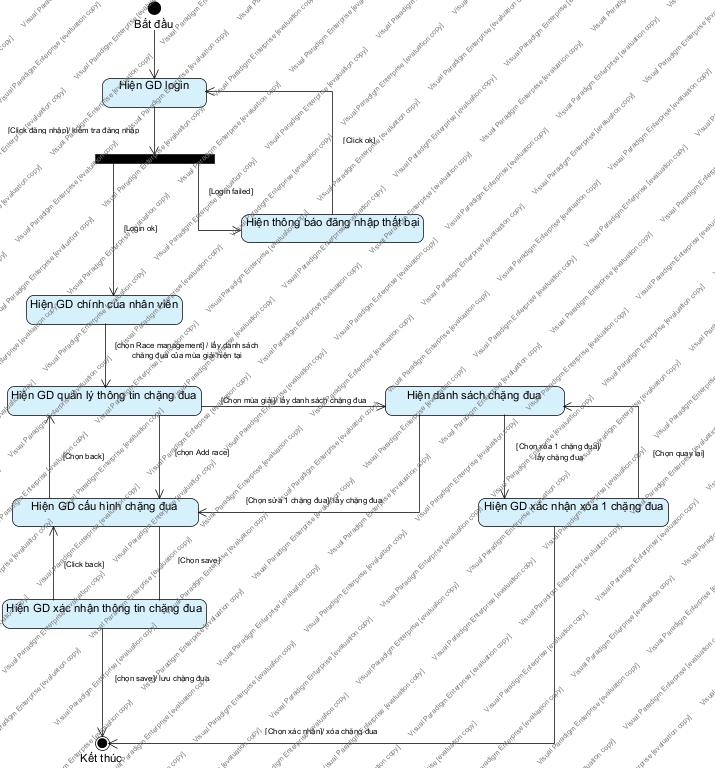 Bắt đầu
Hiện GD login
[Click đăng nhập]/ kiểm tra đăng nhập
[Click ok]
[Login failed]
[Login ok]
Hiện thông báo đăng nhập thất bại
Hiện GD chính của nhân viên
[chọn Race management] / lấy danh sách
chặng đua của mùa giải hiện tại
Hiện GD quản lý thông tin chặng đua
[Chọn mùa giải]/ lấy danh sách chặng đua
Hiện danh sách chặng đua
[Chọn back]
[chọn Add race]
[Chọn xóa 1 chặng đua]/
lấy chặng đua
[Chọn quay lại]
[Chọn sửa 1 chặng đua]/ lấy chặng đua
Hiện GD cấu hình chặng đua
Hiện GD xác nhận xóa 1 chặng đua
[Click back]
[Chọn save]
Hiện GD xác nhận thông tin chặng đua
[chọn save]/ lưu chặng đua
[Chọn xác nhận]/ xóa chặng đua
Kết thúc
Visual Paradigm Enterprise [evaluation copy]